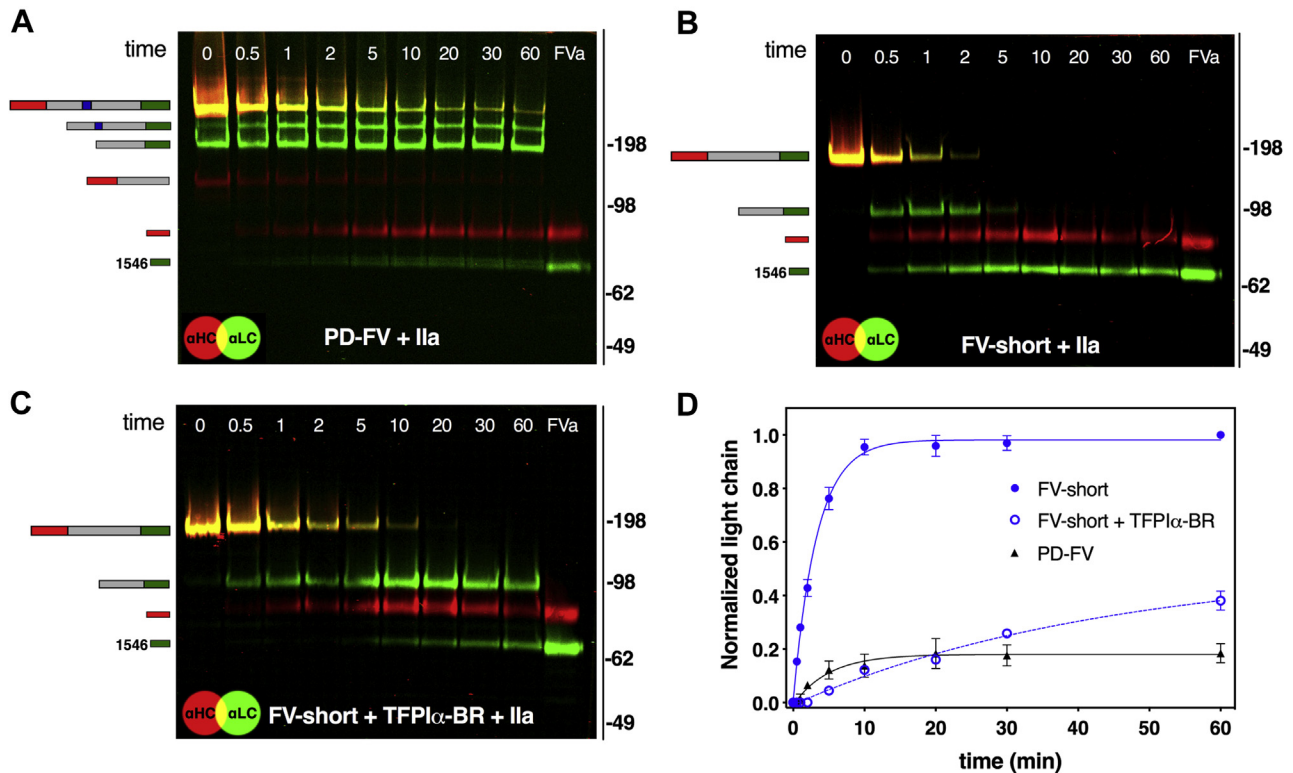 A
time 0 0.5 1 2 5 10 20 30 60 FVa
-198
-98
1546
-62
-49
αHC αLC
PD-FV + IIa
B
time 0 0.5 1 2 5 10 20 30 60 FVa
-198
-98
1546
-62
-49
αHC αLC
FV-short + IIa
C
time 0 0.5 1 2 5 10 20 30 60 FVa
-198
-98
1546
-62
-49
αHC αLC
FV-short + TFPIα-BR + IIa
D
Normalized light chain
1.0
0.8
0.6
0.4
0.2
0.0
FV-short
FV-short + TFPIα-BR
PD-FV
0 10 20 30 40 50 60
time (min)